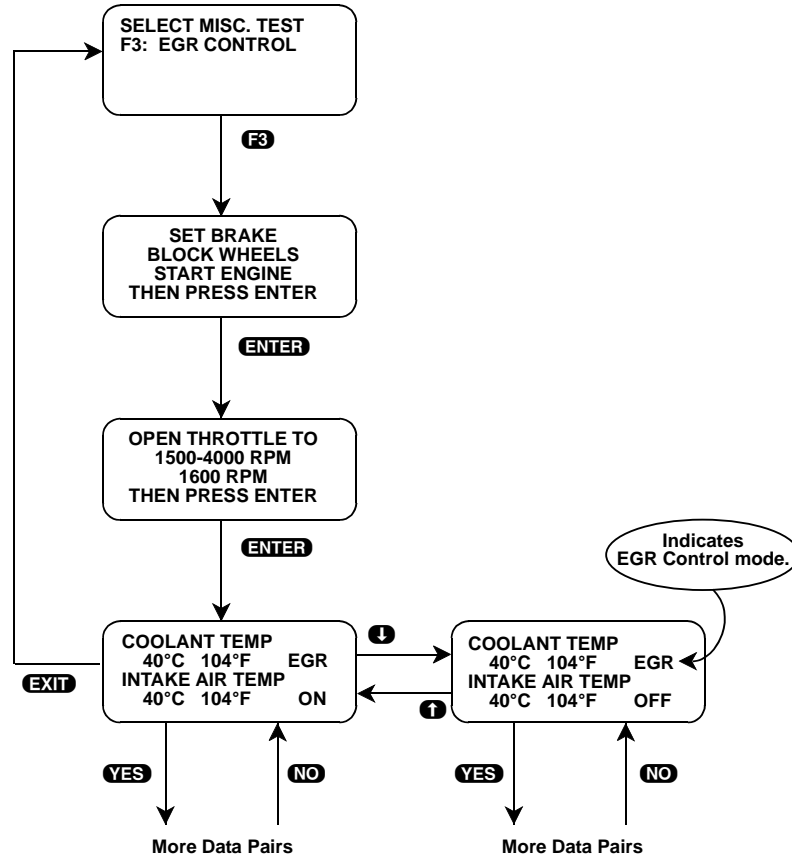 SELECT MISC. TEST
F3: EGR CONTROL
F3
SET BRAKE
BLOCK WHEELS
START ENGINE
THEN PRESS ENTER
ENTER
OPEN THROTTLE TO
1500-4000 RPM
1600 RPM
THEN PRESS ENTER
ENTER
Indicates
EGR Control mode.
COOLANT TEMP
40°C 104°F EGR
INTAKE AIR TEMP
40°C 104°F ON
EXIT
↓
↑
COOLANT TEMP
40°C 104°F EGR
INTAKE AIR TEMP
40°C 104°F OFF
YES
NO
YES
NO
More Data Pairs
More Data Pairs